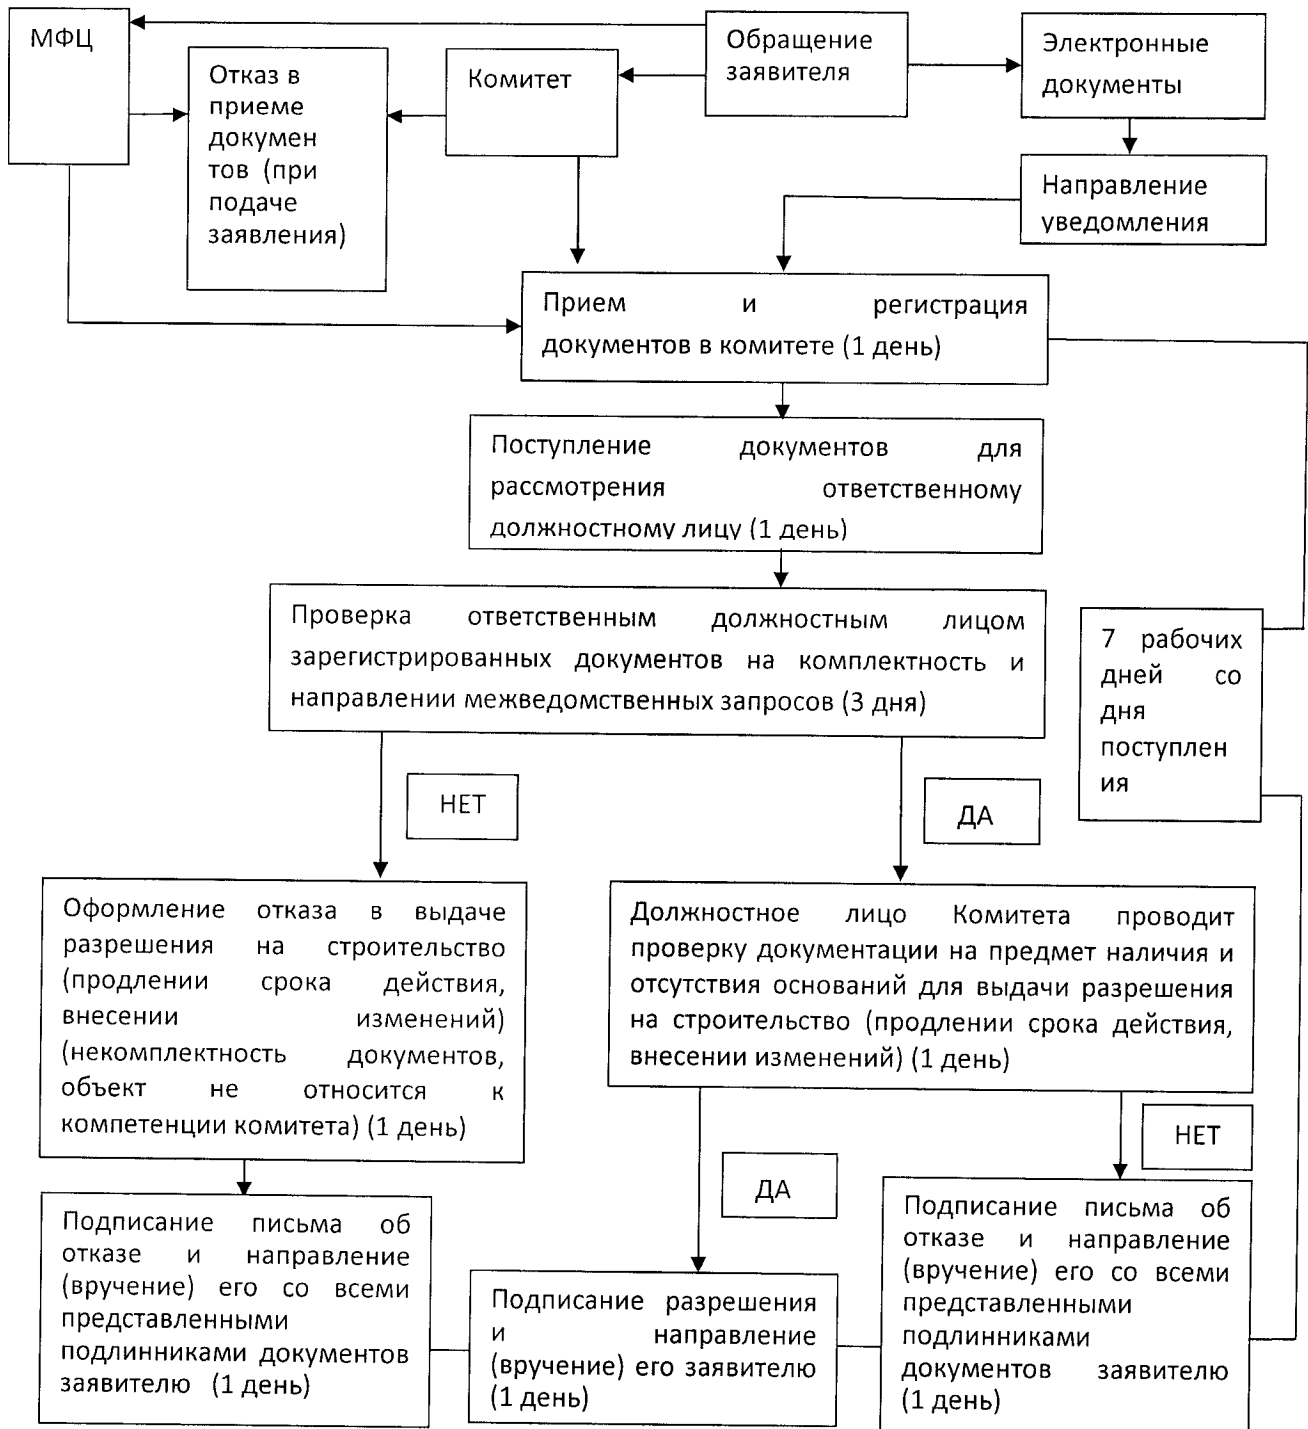 МФЦ
Отказ в
приеме
докумен
тов (при
подаче
заявления)
Комитет
Обращение
заявителя
Электронные
документы
Направление
уведомления
Прием и регистрация
документов в комитете (1 день)
Поступление документов для
рассмотрения ответственному
должностному лицу (1 день)
Проверка ответственным должностным лицом
зарегистрированных документов на комплектность и
направлении межведомственных запросов (3 дня)
7 рабочих
дней со
дня
поступлен
ия
НЕТ
ДА
Оформление отказа в выдаче
разрешения на строительство
(продлении срока действия,
внесении изменений)
(некомплектность документов,
объект не относится к
компетенции комитета) (1 день)
Должностное лицо Комитета проводит
проверку документации на предмет наличия и
отсутствия оснований для выдачи разрешения
на строительство (продлении срока действия,
внесении изменений) (1 день)
НЕТ
ДА
Подписание письма об
отказе и направление
(вручение) его со всеми
представленными
подлинниками документов
заявителю (1 день)
Подписание разрешения
и направление
(вручение) его заявителю
(1 день)
Подписание письма об
отказе и направление
(вручение) его со всеми
представленными
подлинниками
документов заявителю
(1 день)